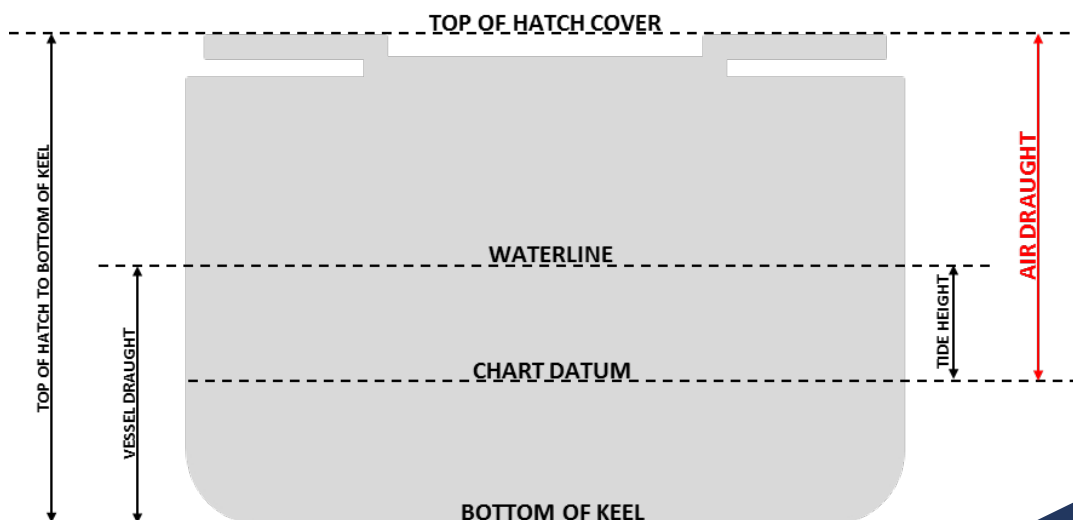 TOP OF HATCH COVER
TOP OF HATCH TO BOTTOM OF KEEL
AIR DRAUGHT
WATERLINE
VESSEL DRAUGHT
TIDE HEIGHT
CHART DATUM
BOTTOM OF KEEL